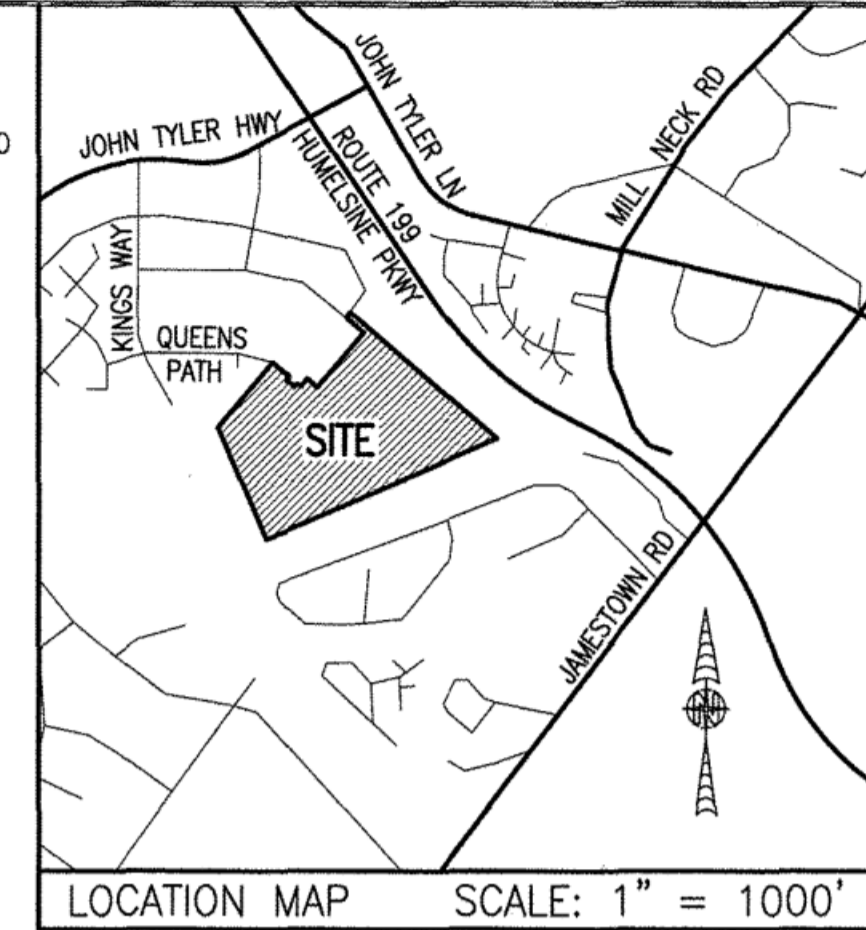 JOHN TYLER HWY
JOHN TYLER LN
ROUTE 199
HUMELSINE PKWY
MILL NECK RD
KINGS WAY
QUEENS
PATH
SITE
JAMESTOWN RD
LOCATION MAP SCALE: 1" = 1000'